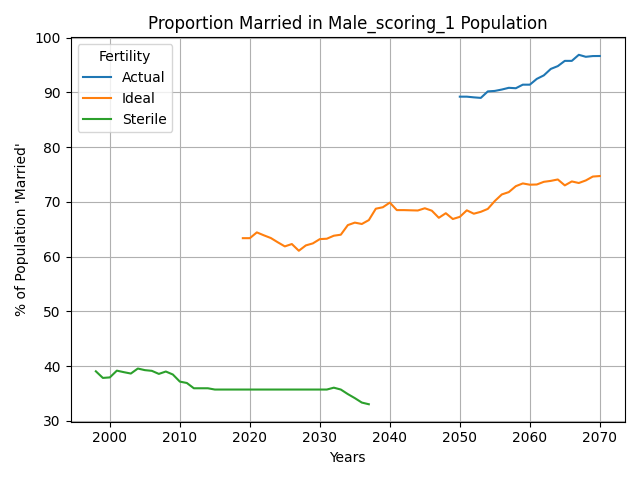 Proportion Married in Male_scoring_1 Population
% of Population 'Married'
100
90
80
70
60
50
40
30
Fertility
Actual
Ideal
Sterile
2000 2010 2020 2030 2040 2050 2060 2070
Years